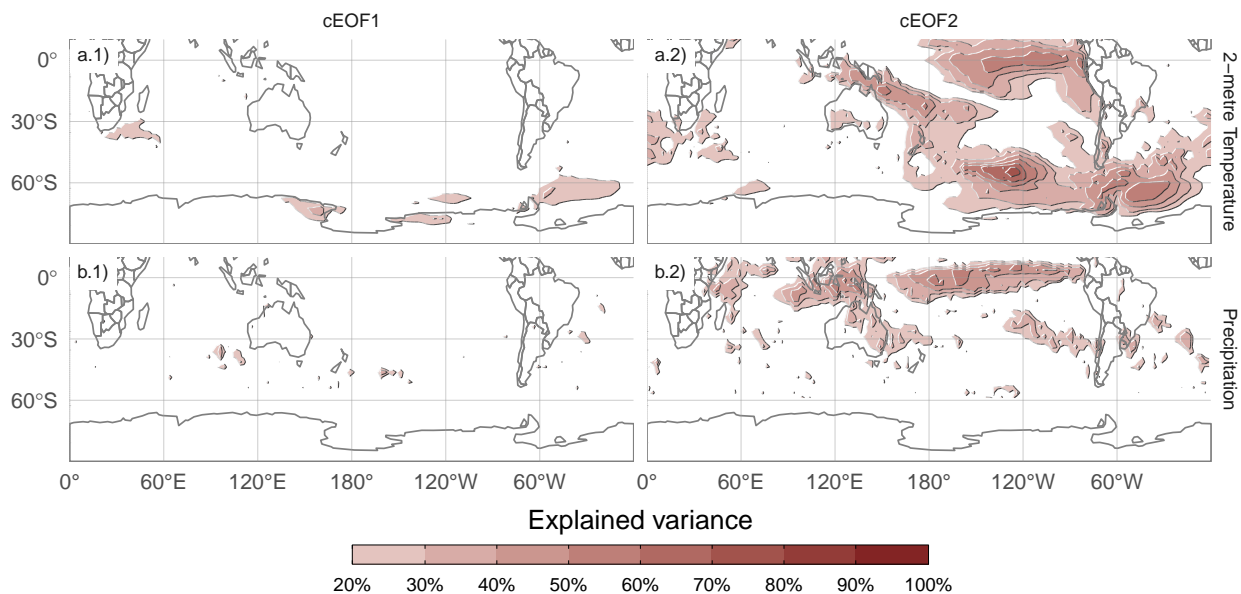 cEOF1 cEOF2
a.1) a.2)
0°
30°S
60°S
2−metre Temperature
b.1) b.2)
0°
30°S
60°S
Precipitation
0° 60°E 120°E 180° 120°W 60°W 0° 60°E 120°E 180° 120°W 60°W
Explained variance
20% 30% 40% 50% 60% 70% 80% 90% 100%